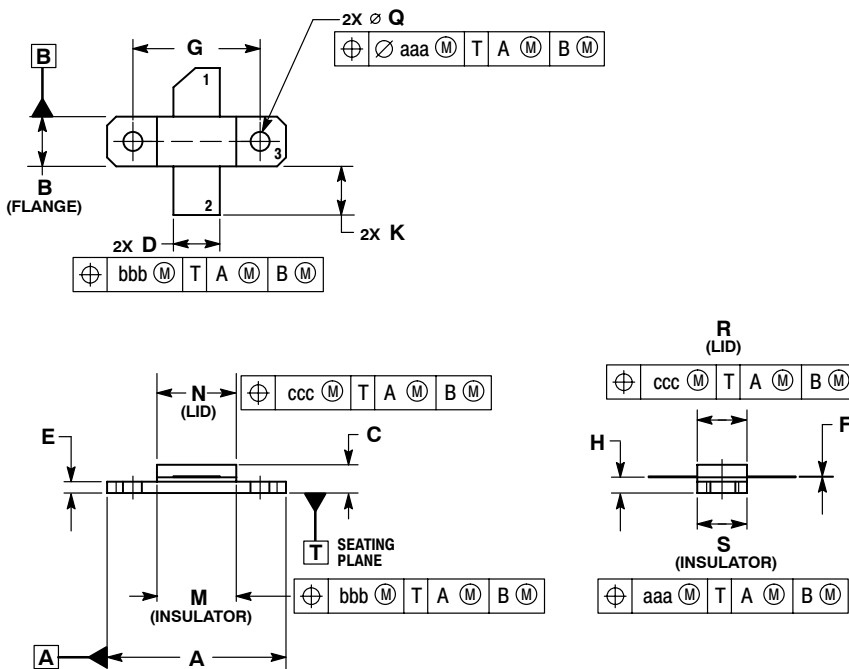 2X ⌀ Q
G
⌖ ⌀ aaa Ⓜ T A Ⓜ B Ⓜ
B
1
3
B
(FLANGE)
2
2X K
2X D
⌖ bbb Ⓜ T A Ⓜ B Ⓜ
R
(LID)
N
(LID)
⌖ ccc Ⓜ T A Ⓜ B Ⓜ
⌖ ccc Ⓜ T A Ⓜ B Ⓜ
E
C
H
F
T SEATING
PLANE
S
(INSULATOR)
M
(INSULATOR)
⌖ bbb Ⓜ T A Ⓜ B Ⓜ
⌖ aaa Ⓜ T A Ⓜ B Ⓜ
A
A